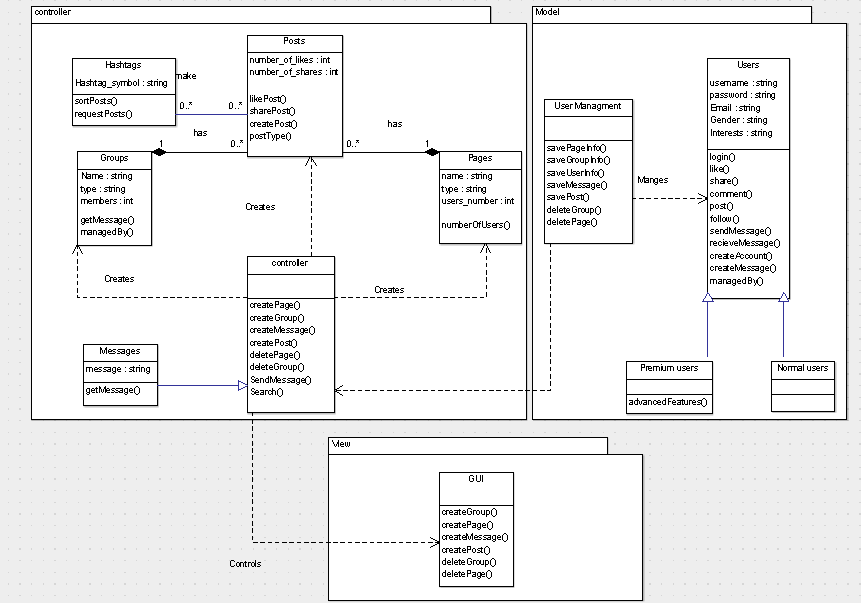 controller
Posts
number_of_likes : int
number_of_shares : int
likePost()
sharePost()
createPost()
postType()
Hashtags
Hashtag_symbol : string
sortPosts()
requestPosts()
make
0..*
0..*
has
1
0..*
has
0..*
1
Groups
Name : string
type : string
members : int
getMessage()
managedBy()
Pages
name : string
type : string
users_number : int
numberOfUsers()
Creates
Creates
Creates
controller
createPage()
createGroup()
createMessage()
createPost()
deletePage()
deleteGroup()
SendMessage()
Search()
Messages
message : string
getMessage()
Model
User Managment
savePageInfo()
saveGroupInfo()
saveUserInfo()
saveMessage()
savePost()
deleteGroup()
deletePage()
Manges
Users
username : string
password : string
Email : string
Gender : string
Interests : string
login()
like()
share()
comment()
post()
follow()
sendMessage()
recieveMessage()
createAccount()
createMessage()
managedBy()
Premium users
advancedFeatures()
Normal users
View
GUI
createGroup()
createPage()
createMessage()
createPost()
deleteGroup()
deletePage()
Controls